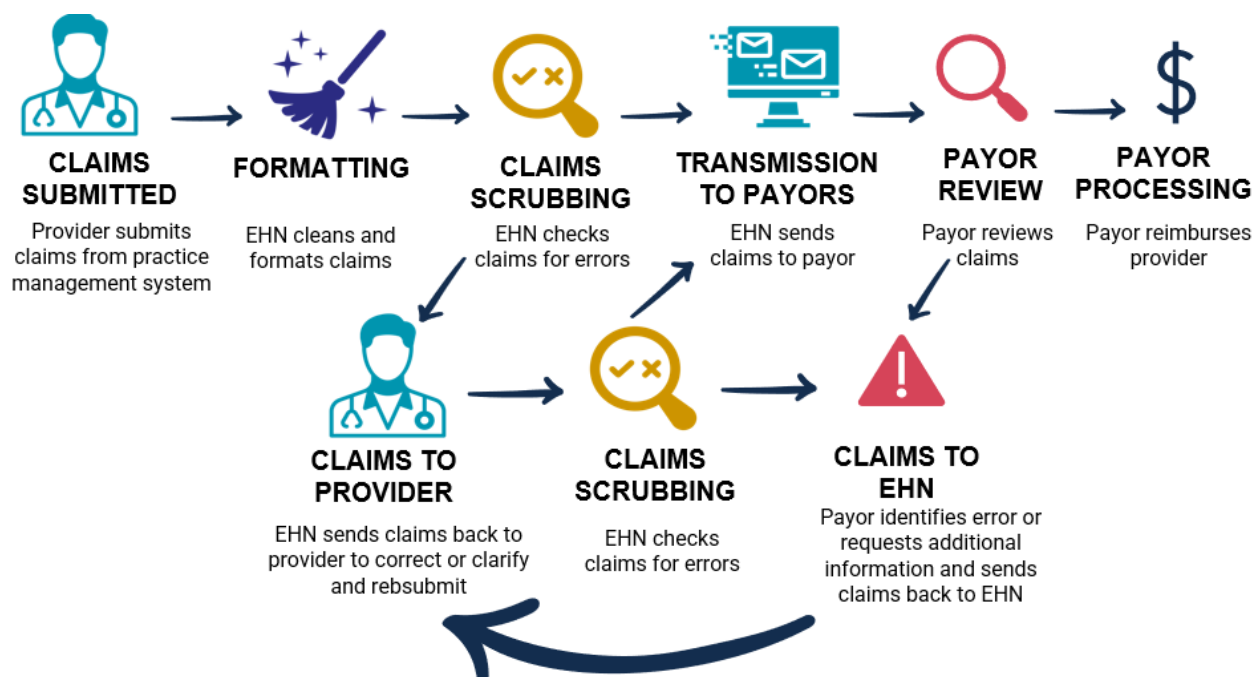 CLAIMS
SUBMITTED
Provider submits
claims from practice
management system
FORMATTING
EHN cleans and
formats claims
CLAIMS
SCRUBBING
EHN checks
claims for errors
TRANSMISSION
TO PAYORS
EHN sends
claims to payor
PAYOR
REVIEW
Payor reviews
claims
PAYOR
PROCESSING
Payor reimburses
provider
CLAIMS TO
PROVIDER
EHN sends claims back to
provider to correct or clarify
and rebsubmit
CLAIMS
SCRUBBING
EHN checks
claims for errors
CLAIMS TO
EHN
Payor identifies error or
requests additional
information and sends
claims back to EHN